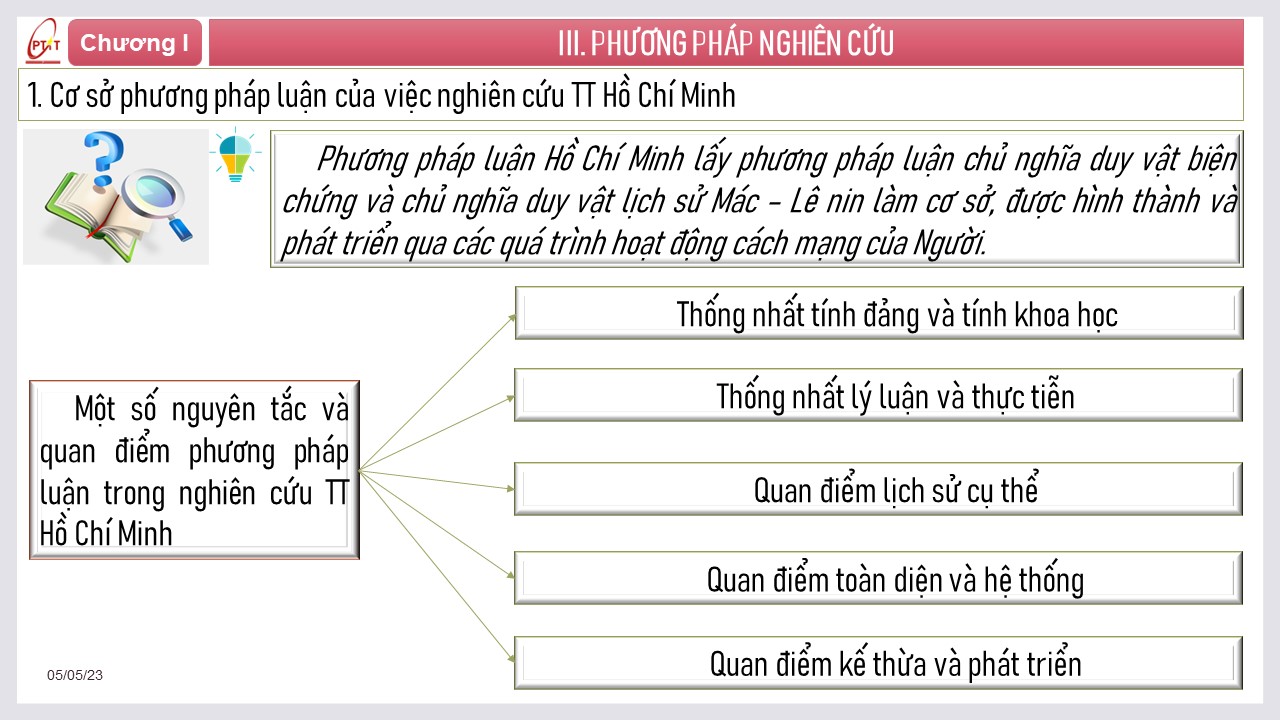 PTIT
Chương I
III. PHƯƠNG PHÁP NGHIÊN CỨU
1. Cơ sở phương pháp luận của việc nghiên cứu TT Hồ Chí Minh
Phương pháp luận Hồ Chí Minh lấy phương pháp luận chủ nghĩa duy vật biện
chứng và chủ nghĩa duy vật lịch sử Mác – Lê nin làm cơ sở, được hình thành và
phát triển qua các quá trình hoạt động cách mạng của Người.
Một số nguyên tắc và
quan điểm phương pháp
luận trong nghiên cứu TT
Hồ Chí Minh
Thống nhất tính đảng và tính khoa học
Thống nhất lý luận và thực tiễn
Quan điểm lịch sử cụ thể
Quan điểm toàn diện và hệ thống
Quan điểm kế thừa và phát triển
05/05/23